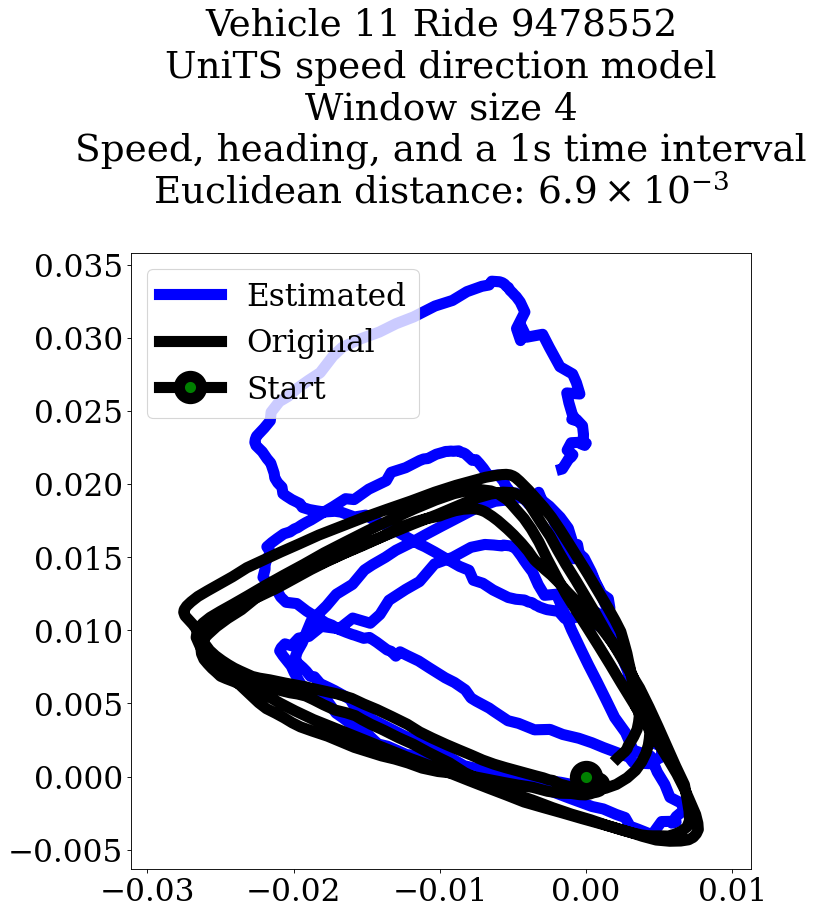 Vehicle 11 Ride 9478552
UniTS speed direction model
Window size 4
Speed, heading, and a 1s time interval
Euclidean distance: 6.9 × 10⁻³
0.035
Estimated
0.030
Original
Start
0.025
0.020
0.015
0.010
0.005
0.000
−0.005
−0.03 −0.02 −0.01 0.00 0.01